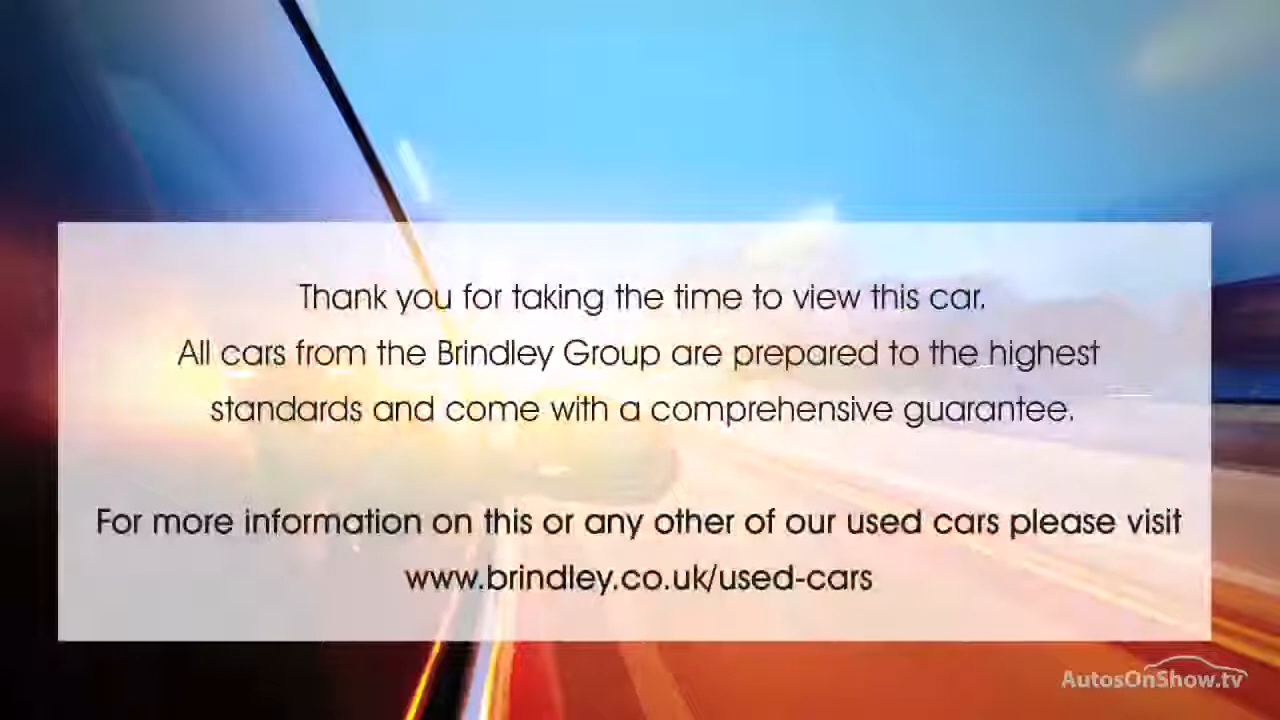 Thank you for taking the time to view this car.
All cars from the Brindley Group are prepared to the highest
standards and come with a comprehensive guarantee.
For more information on this or any other of our used cars please visit
www.brindley.co.uk/used-cars
AutosOnShow.tv